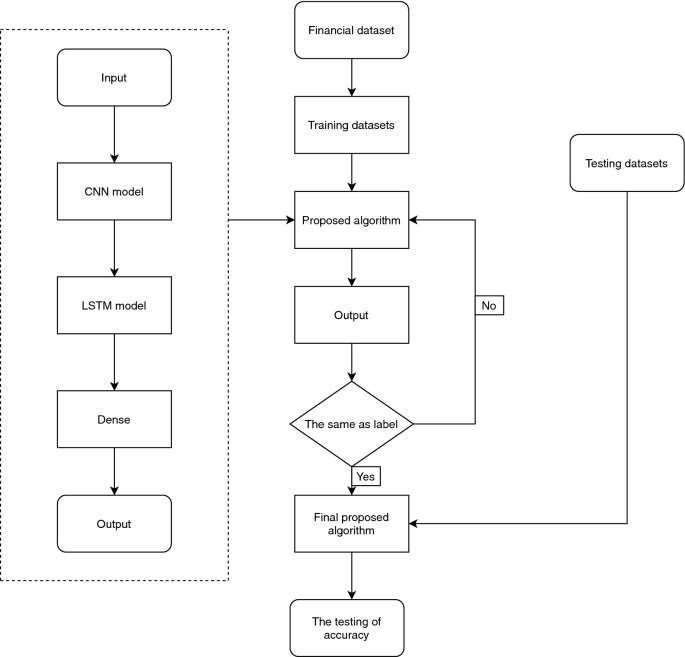 Input
CNN model
LSTM model
Dense
Output
Financial dataset
Training datasets
Proposed algorithm
Output
The same as label
No
Yes
Final proposed
algorithm
The testing of
accuracy
Testing datasets